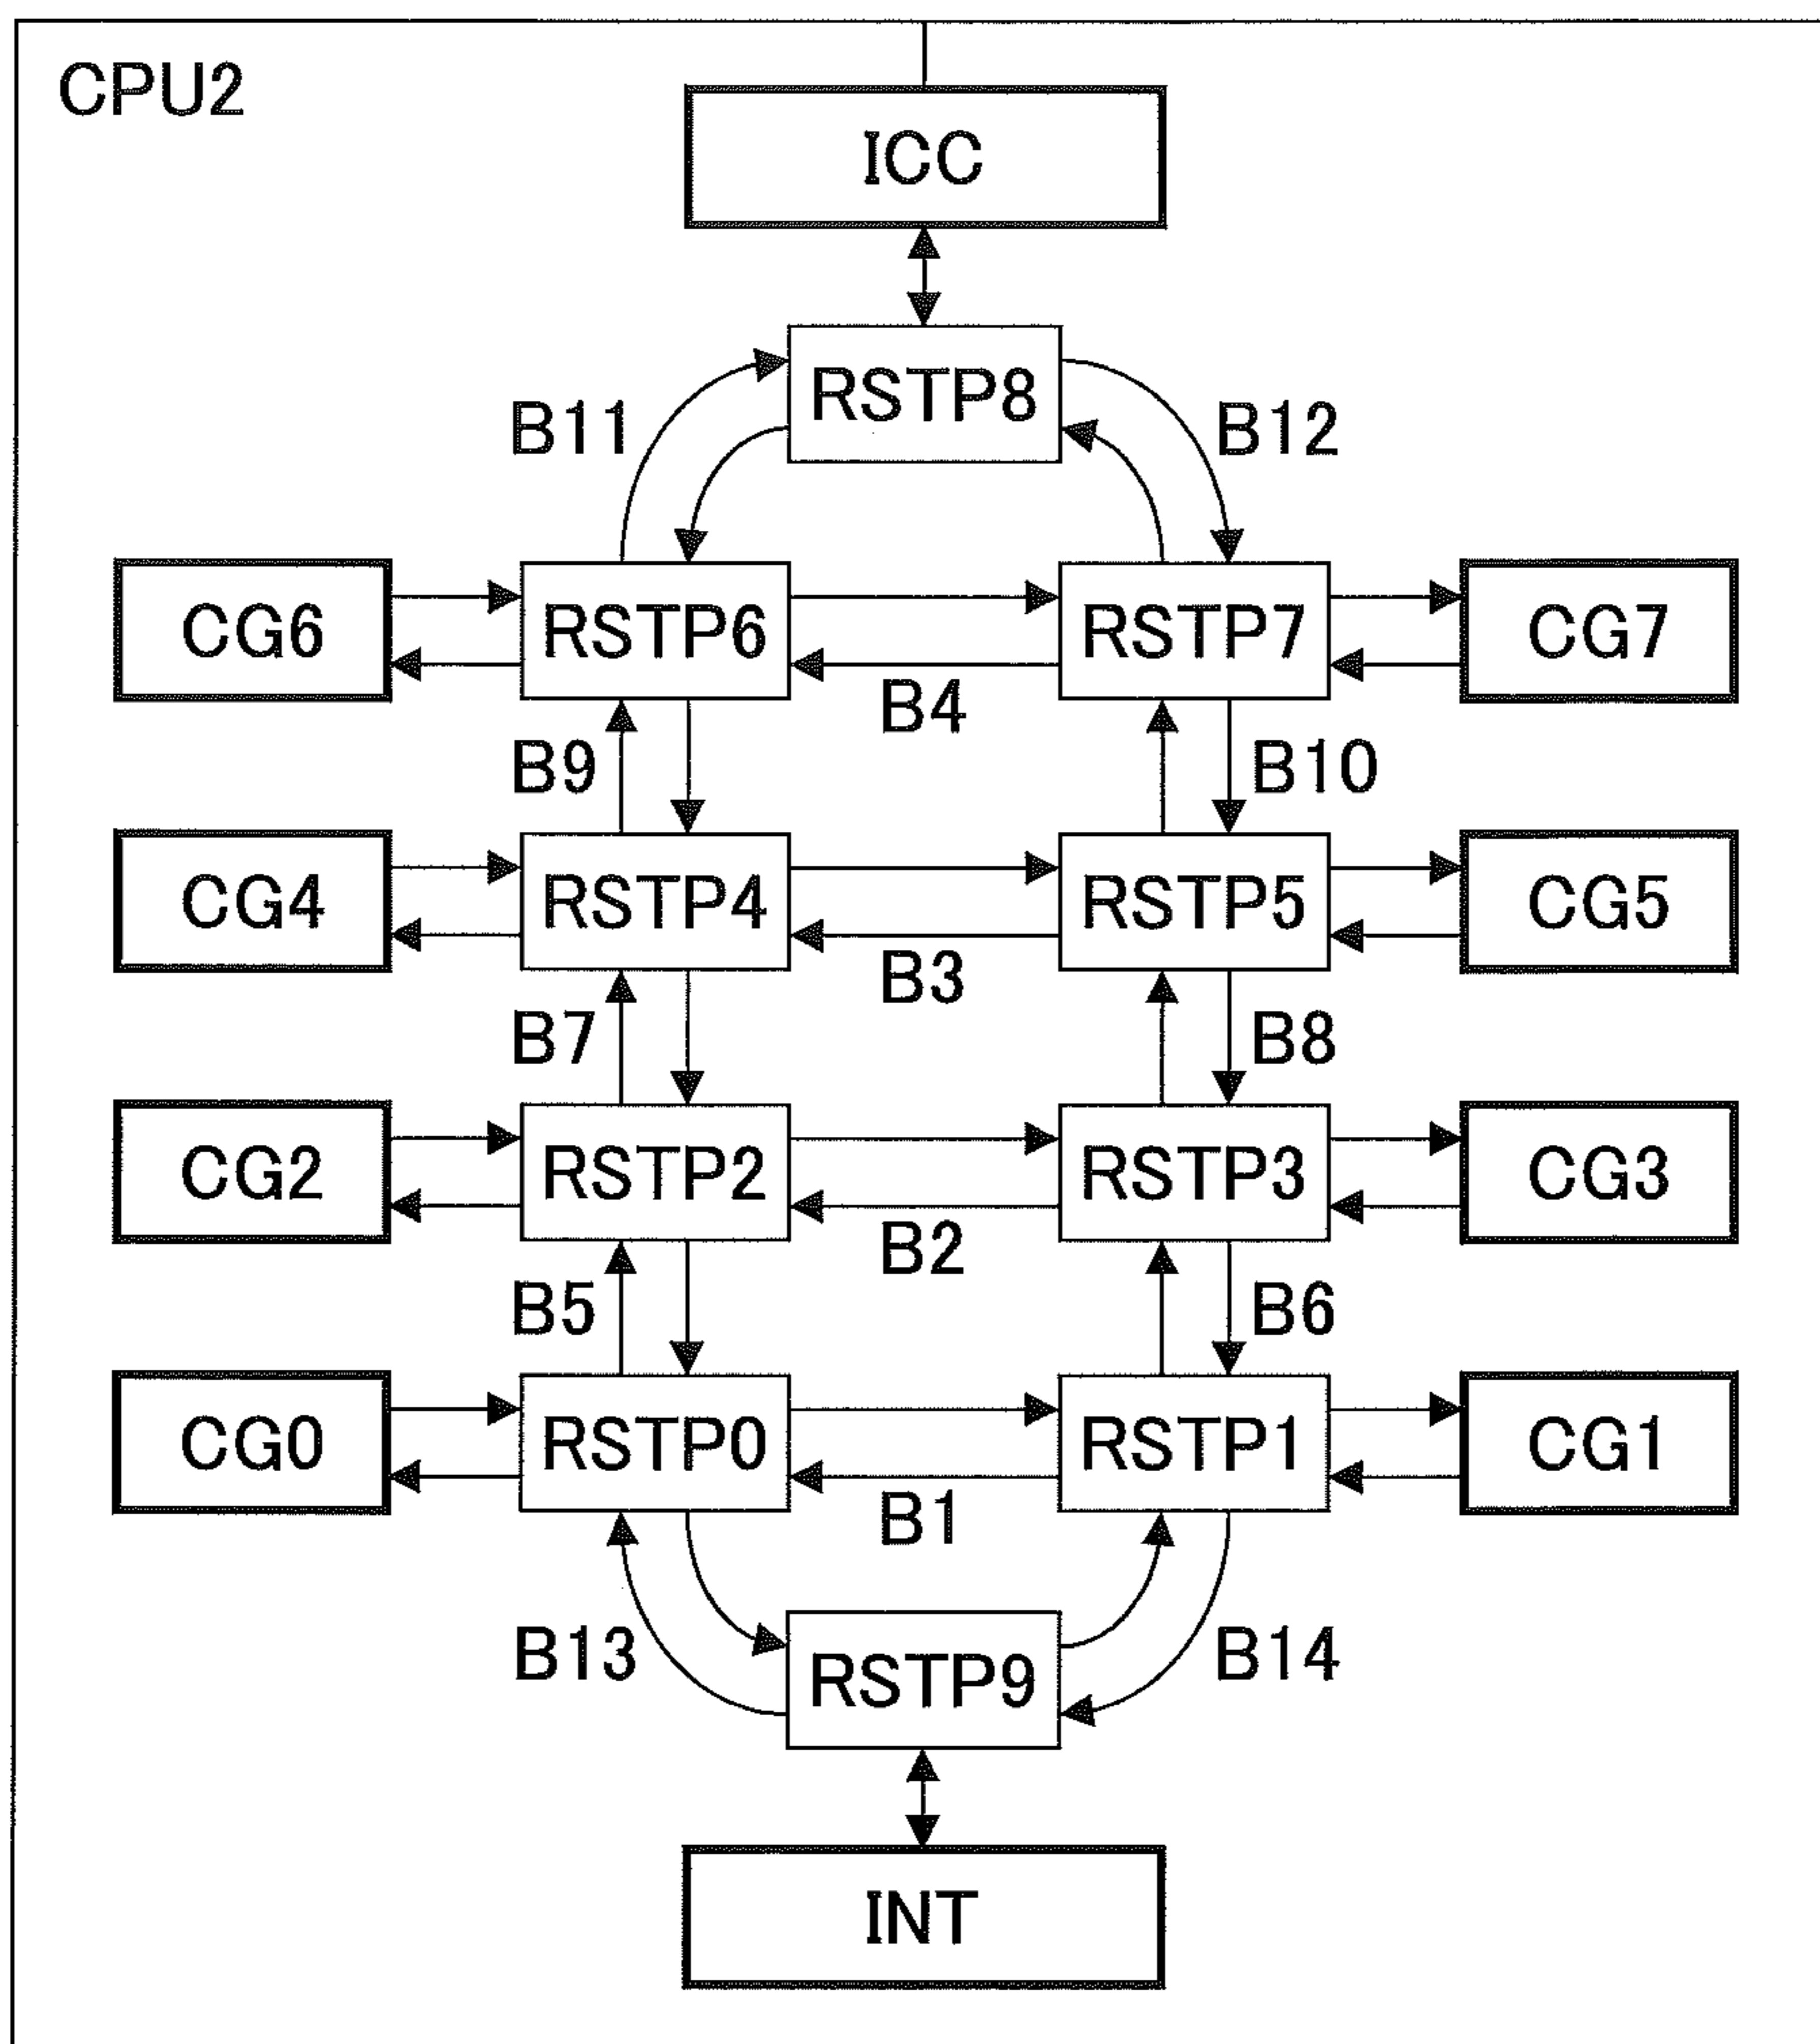 CPU2
ICC
RSTP8
B11
B12
CG6
RSTP6
RSTP7
CG7
B4
B9
B10
CG4
RSTP4
RSTP5
CG5
B3
B7
B8
CG2
RSTP2
RSTP3
CG3
B2
B5
B6
CG0
RSTP0
RSTP1
CG1
B1
B13
RSTP9
B14
INT